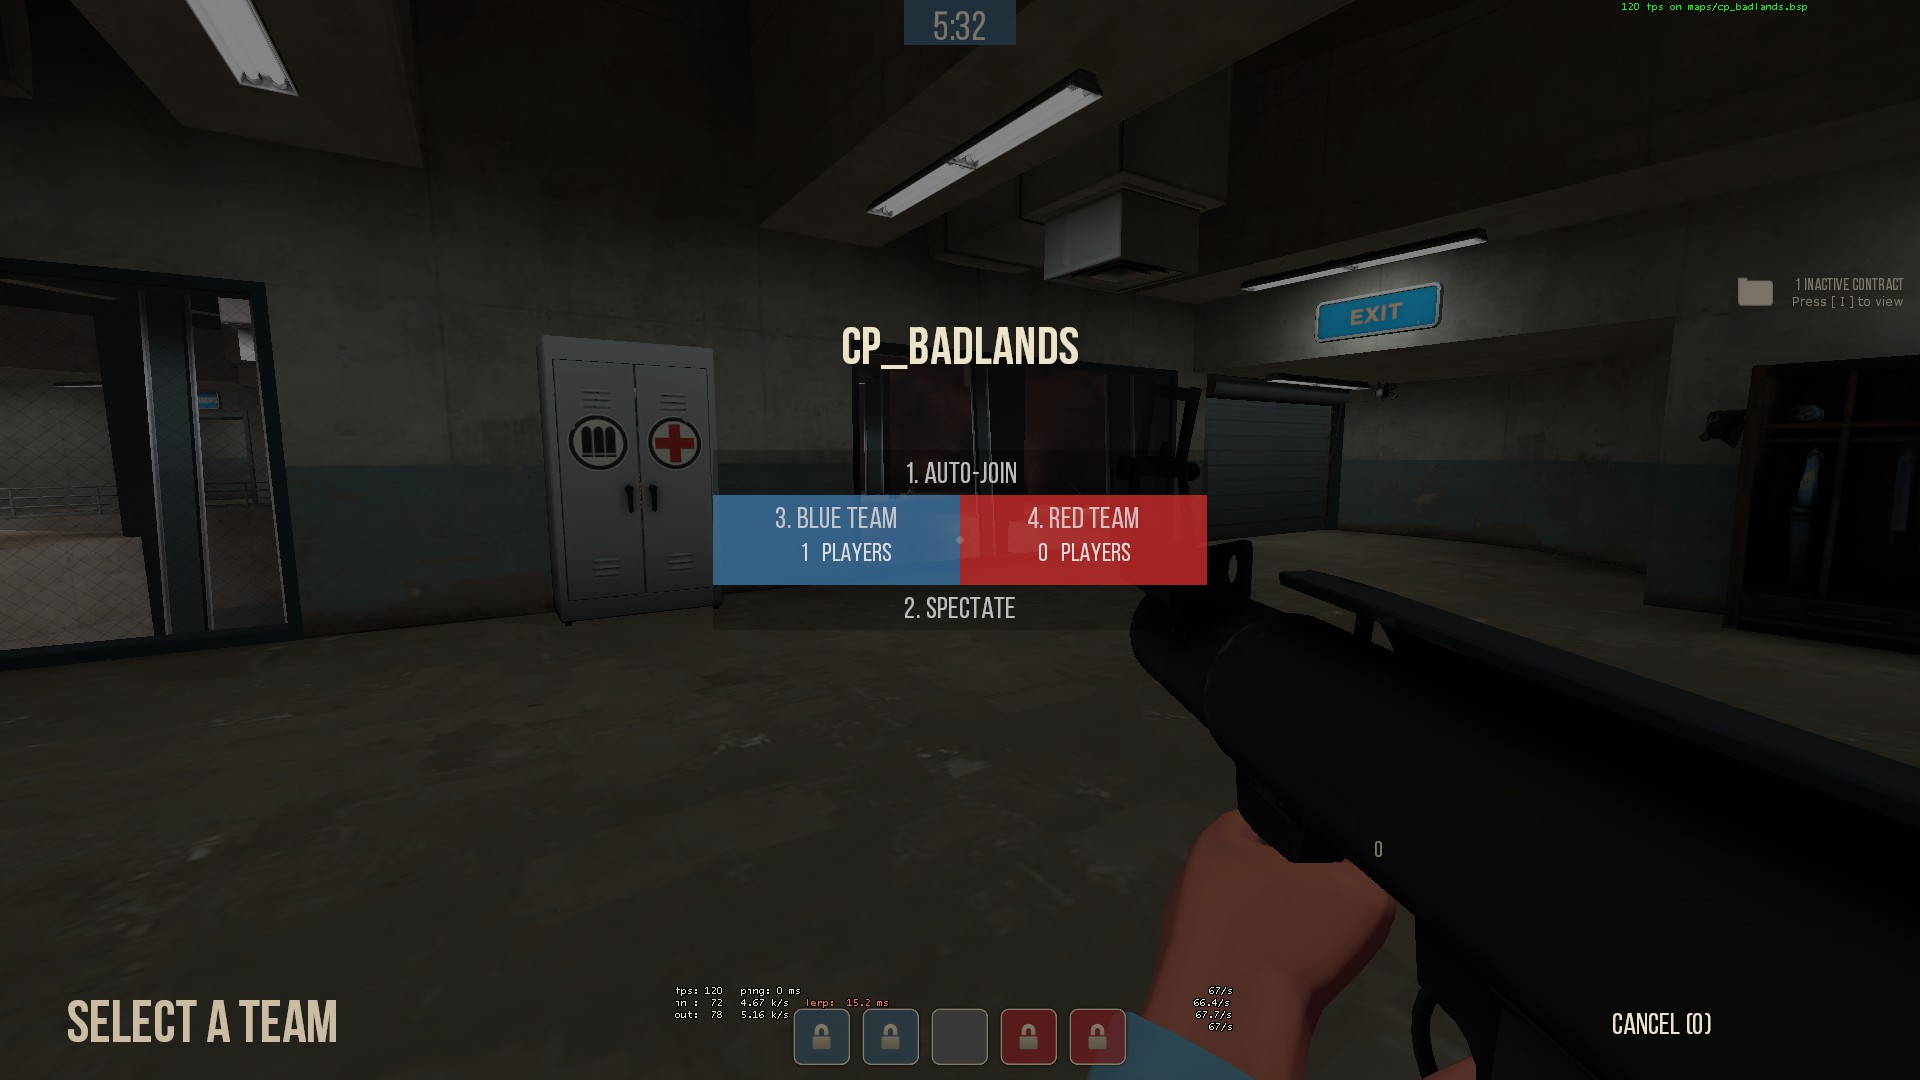 120 fps on maps/cp_badlands.bsp
5:32
1 INACTIVE CONTRACT
Press [ I ] to view
EXIT
CP_BADLANDS
1. AUTO-JOIN
3. BLUE TEAM
1 PLAYERS
4. RED TEAM
0 PLAYERS
2. SPECTATE
0
SELECT A TEAM
fps: 120 ping: 0 ms
in : 72 4.67 k/s lerp: 15.2 ms
out: 78 5.16 k/s
67/s
66.4/s
67.7/s
67/s
CANCEL (0)